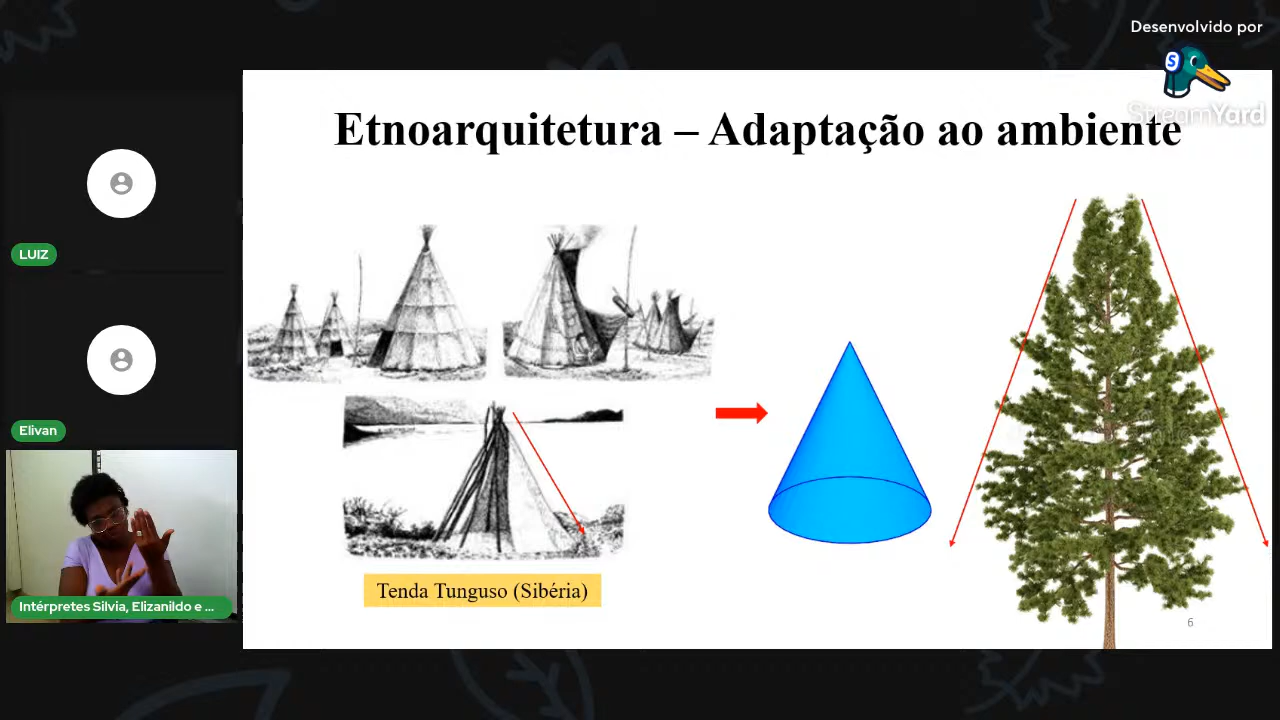 Desenvolvido por
StreamYard
Etnoarquitetura – Adaptação ao ambiente
LUIZ
Elivan
Intérpretes Silvia, Elizanildo e ...
Tenda Tunguso (Sibéria)
6